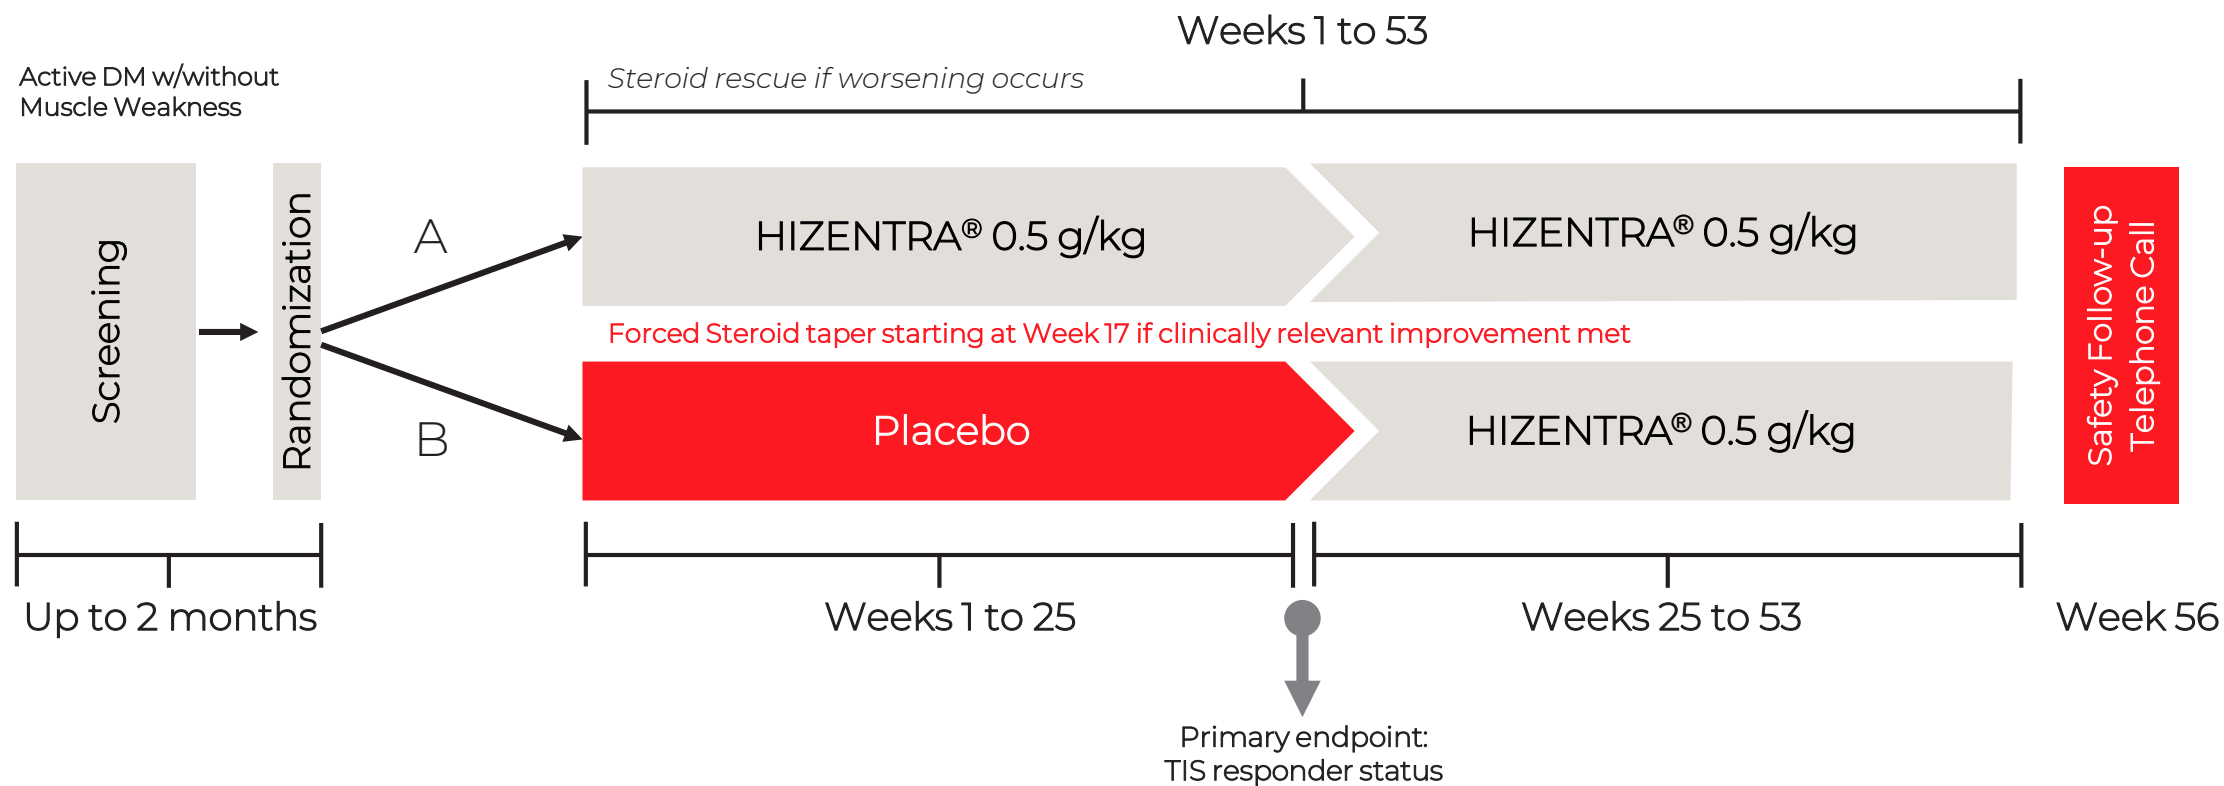 Weeks 1 to 53
Active DM w/without
Muscle Weakness
Steroid rescue if worsening occurs
Screening
Randomization
A
B
HIZENTRA® 0.5 g/kg
HIZENTRA® 0.5 g/kg
Forced Steroid taper starting at Week 17 if clinically relevant improvement met
Placebo
HIZENTRA® 0.5 g/kg
Safety Follow-up
Telephone Call
Up to 2 months
Weeks 1 to 25
Weeks 25 to 53
Week 56
Primary endpoint:
TIS responder status